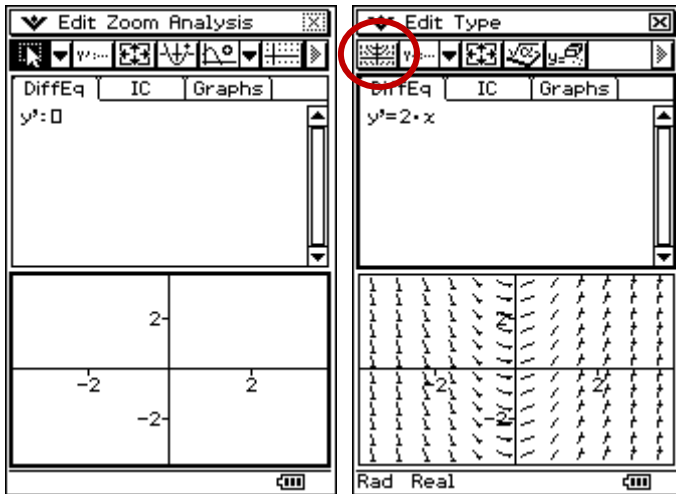 Edit Zoom Analysis
DiffEq IC Graphs
y':□
2
-2 2
-2
Edit Type
DiffEq IC Graphs
y'=2·x
2
-2 2
-2
Rad Real